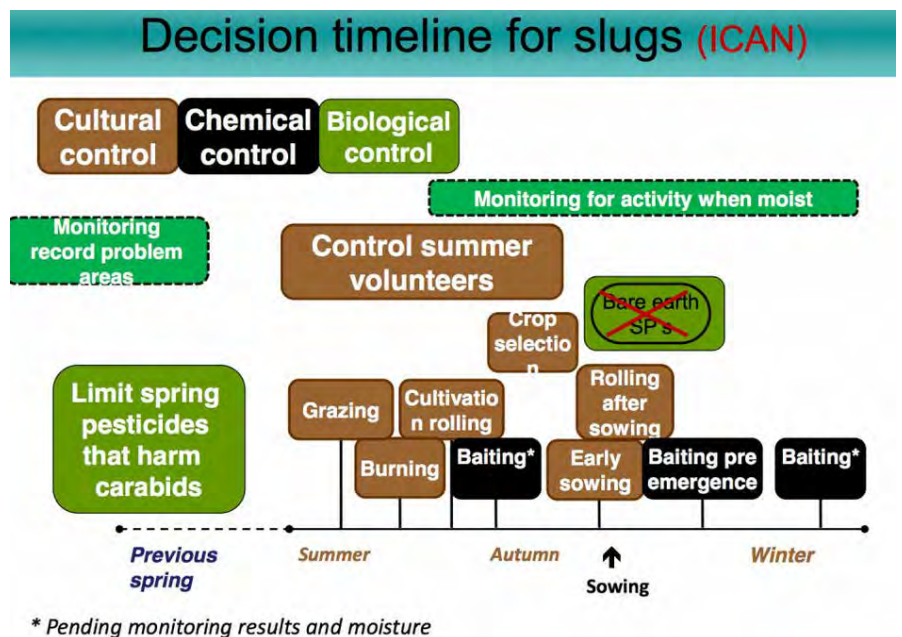 Decision timeline for slugs (ICAN)
Cultural
control
Chemical
control
Biological
control
Monitoring for activity when moist
Monitoring
record problem
areas
Control summer
volunteers
Bare earth
SP's
Crop
selectio
n
Limit spring
pesticides
that harm
carabids
Grazing
Cultivatio
n rolling
Rolling
after
sowing
Burning
Baiting*
Early
sowing
Baiting pre
emergence
Baiting*
Previous
spring
Summer
Autumn
Winter
Sowing
* Pending monitoring results and moisture